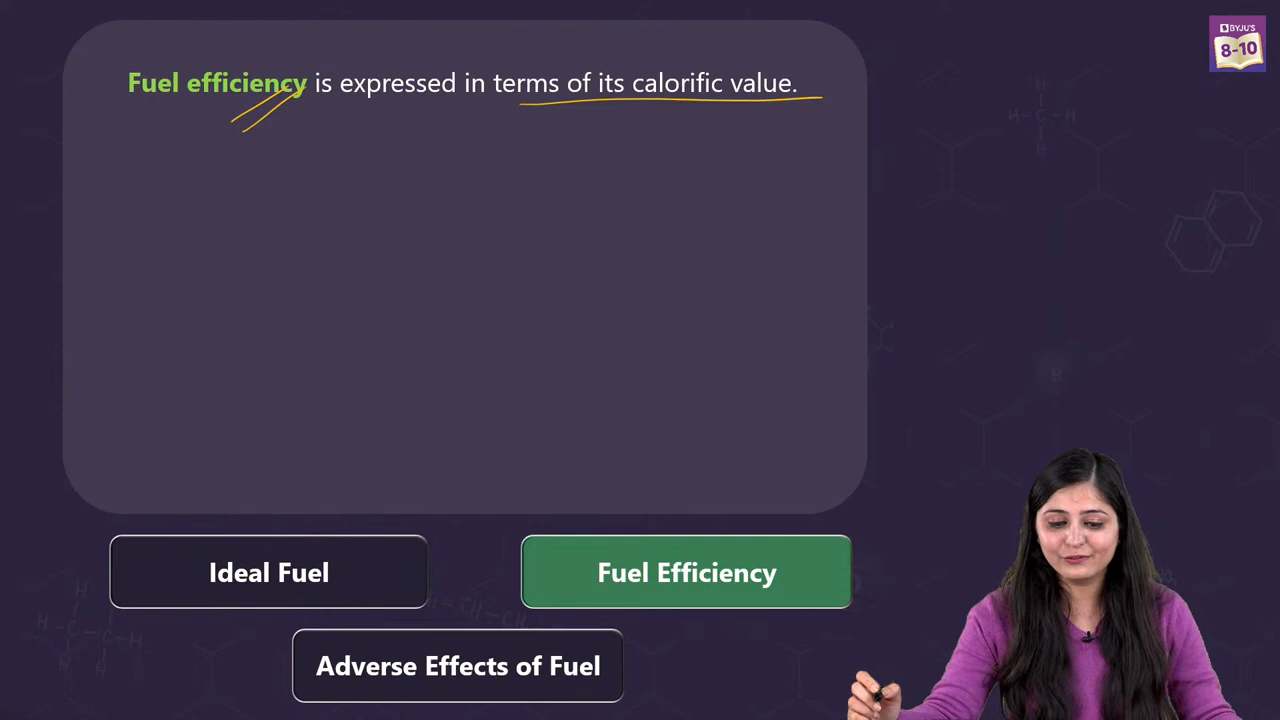 BYJU'S
8-10
Fuel efficiency is expressed in terms of its calorific value.
Ideal Fuel
Fuel Efficiency
Adverse Effects of Fuel